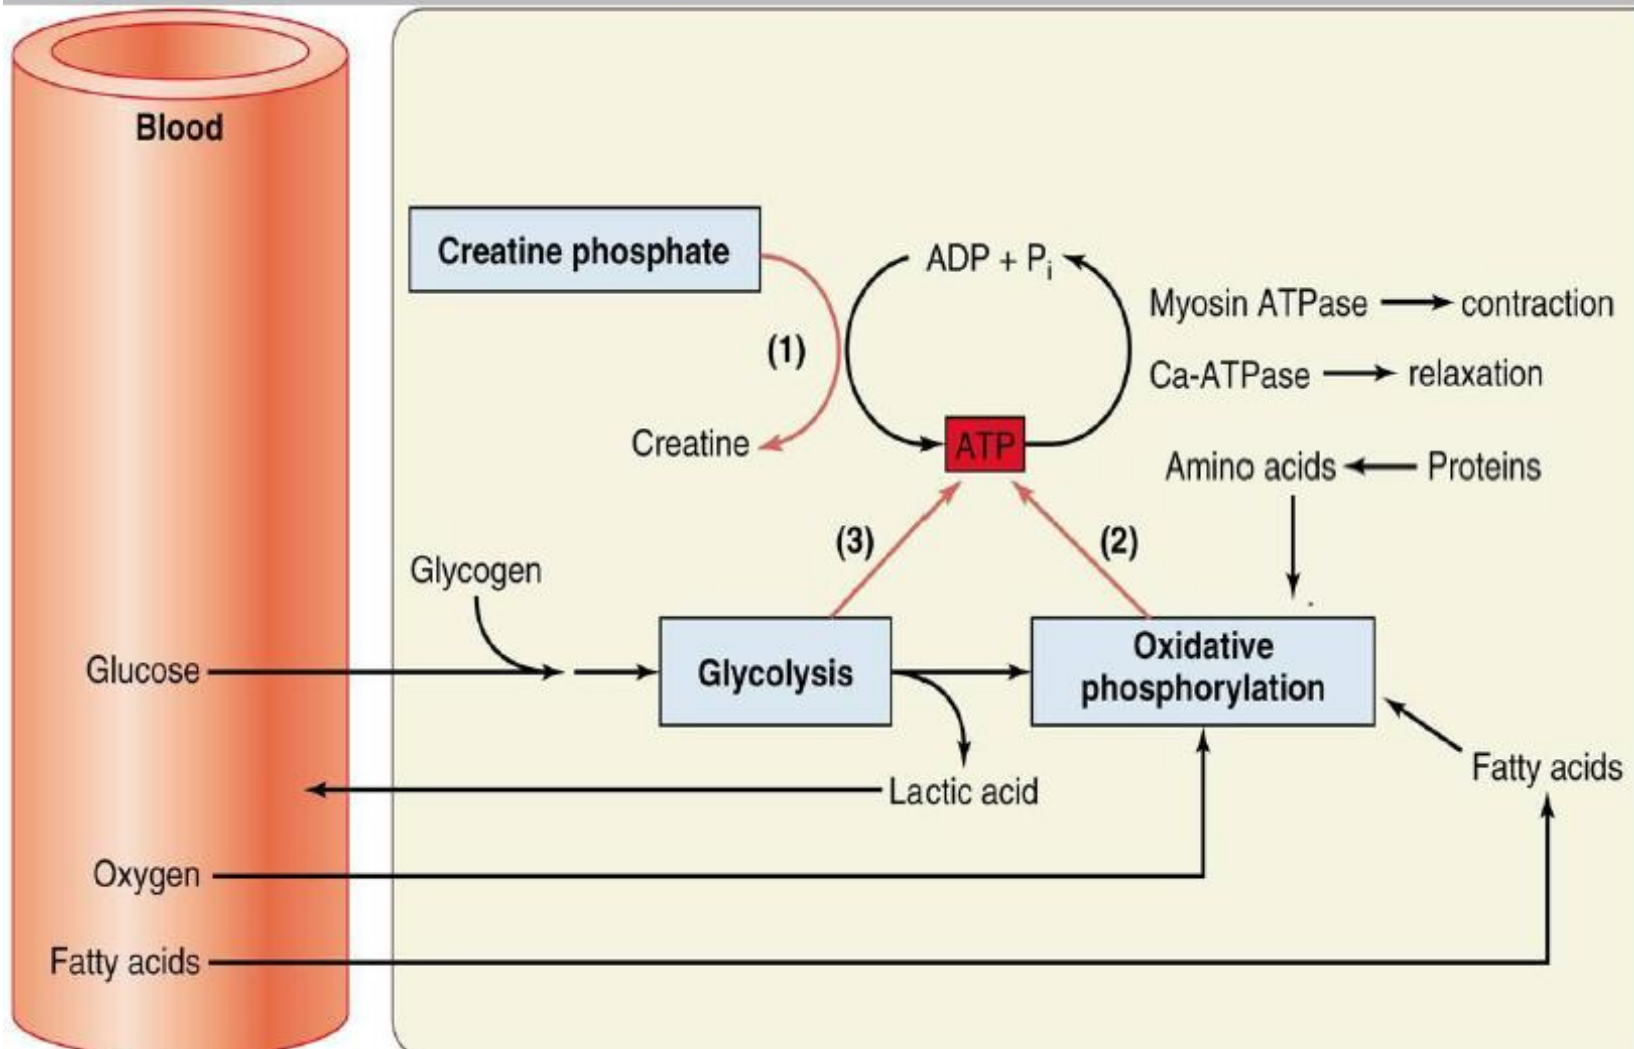 Blood
Creatine phosphate
ADP + Pi
Myosin ATPase
contraction
(1)
Ca-ATPase
relaxation
Creatine
ATP
Amino acids
Proteins
(3)
(2)
Glycogen
Glucose
Glycolysis
Oxidative
phosphorylation
Fatty acids
Lactic acid
Oxygen
Fatty acids